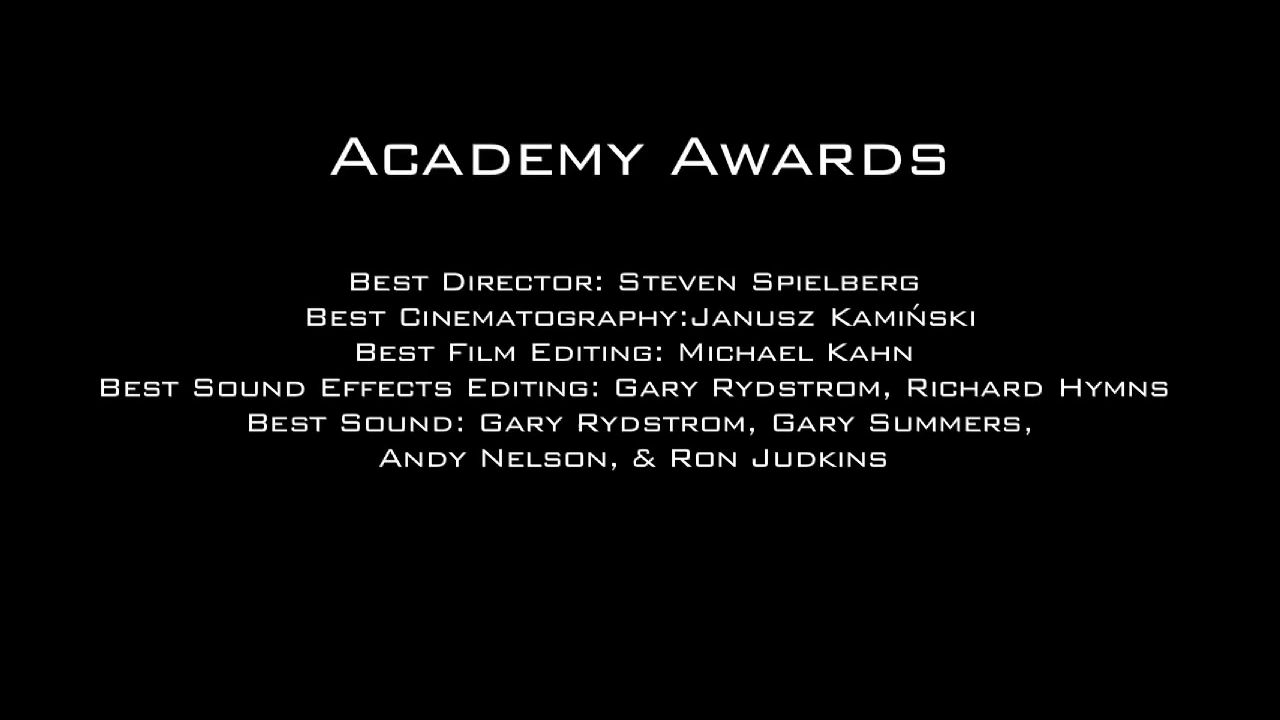 Academy Awards
Best Director: Steven Spielberg
Best Cinematography:Janusz Kamiński
Best Film Editing: Michael Kahn
Best Sound Effects Editing: Gary Rydstrom, Richard Hymns
Best Sound: Gary Rydstrom, Gary Summers,
Andy Nelson, & Ron Judkins